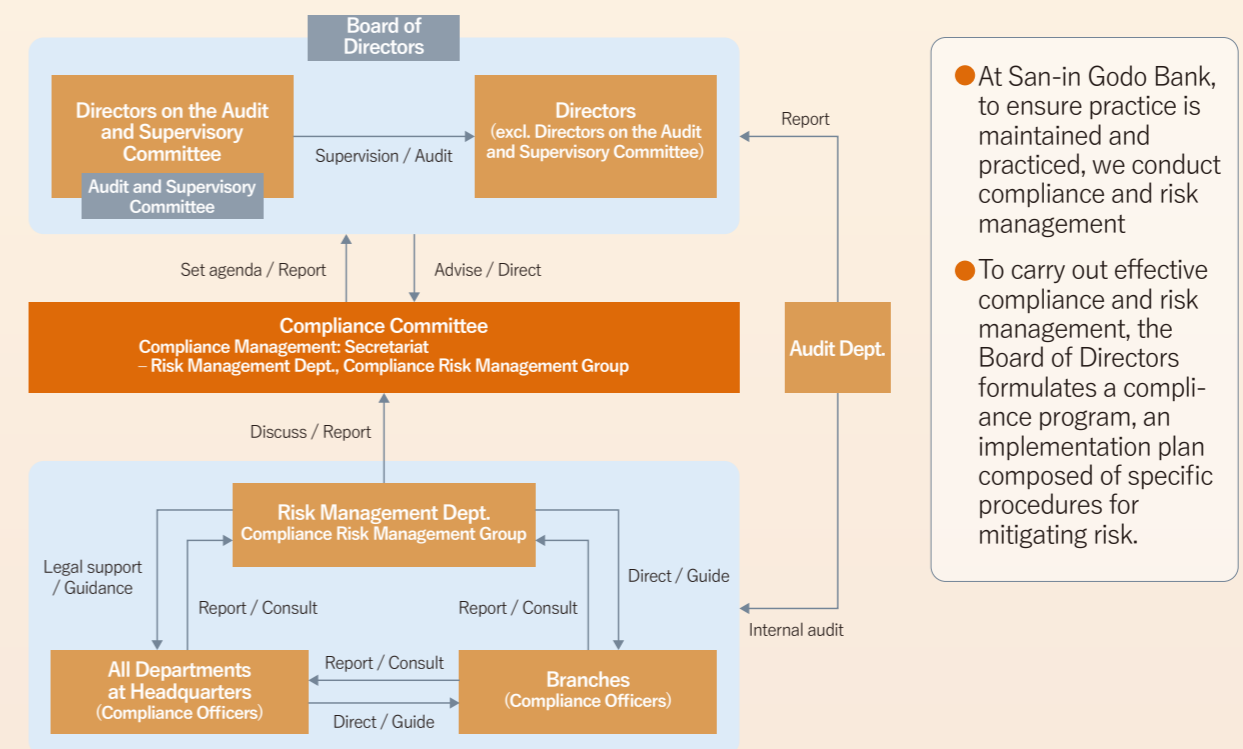 Board of
Directors
Directors on the Audit
and Supervisory
Committee
Audit and Supervisory
Committee
Supervision / Audit
Directors
(excl. Directors on the Audit
and Supervisory Committee)
Report
Set agenda / Report
Advise / Direct
Compliance Committee
Compliance Management: Secretariat
– Risk Management Dept., Compliance Risk Management Group
Audit Dept.
Discuss / Report
Risk Management Dept.
Compliance Risk Management Group
Legal support
/ Guidance
Report / Consult
Report / Consult
Direct / Guide
Internal audit
All Departments
at Headquarters
(Compliance Officers)
Report / Consult
Direct / Guide
Branches
(Compliance Officers)
● At San-in Godo Bank,
to ensure practice is
maintained and
practiced, we conduct
compliance and risk
management
● To carry out effective
compliance and risk
management, the
Board of Directors
formulates a compli-
ance program, an
implementation plan
composed of specific
procedures for
mitigating risk.